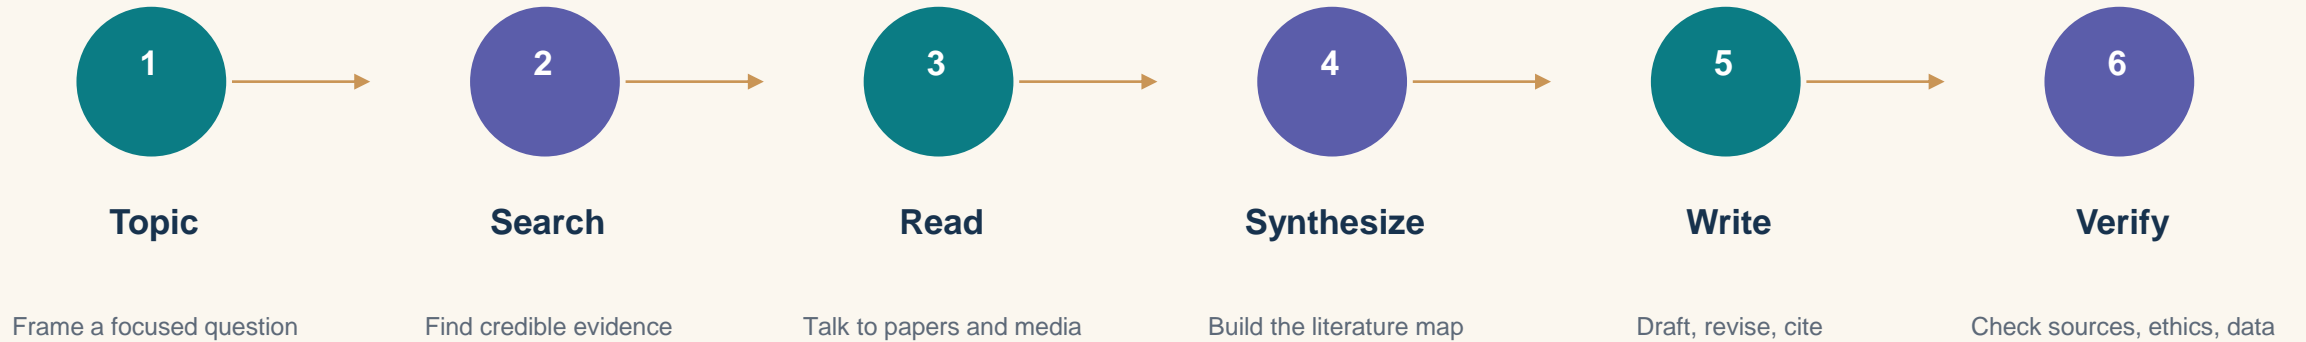 1
2
3
4
5
6
Topic
Search
Read
Synthesize
Write
Verify
Frame a focused question
Find credible evidence
Talk to papers and media
Build the literature map
Draft, revise, cite
Check sources, ethics, data